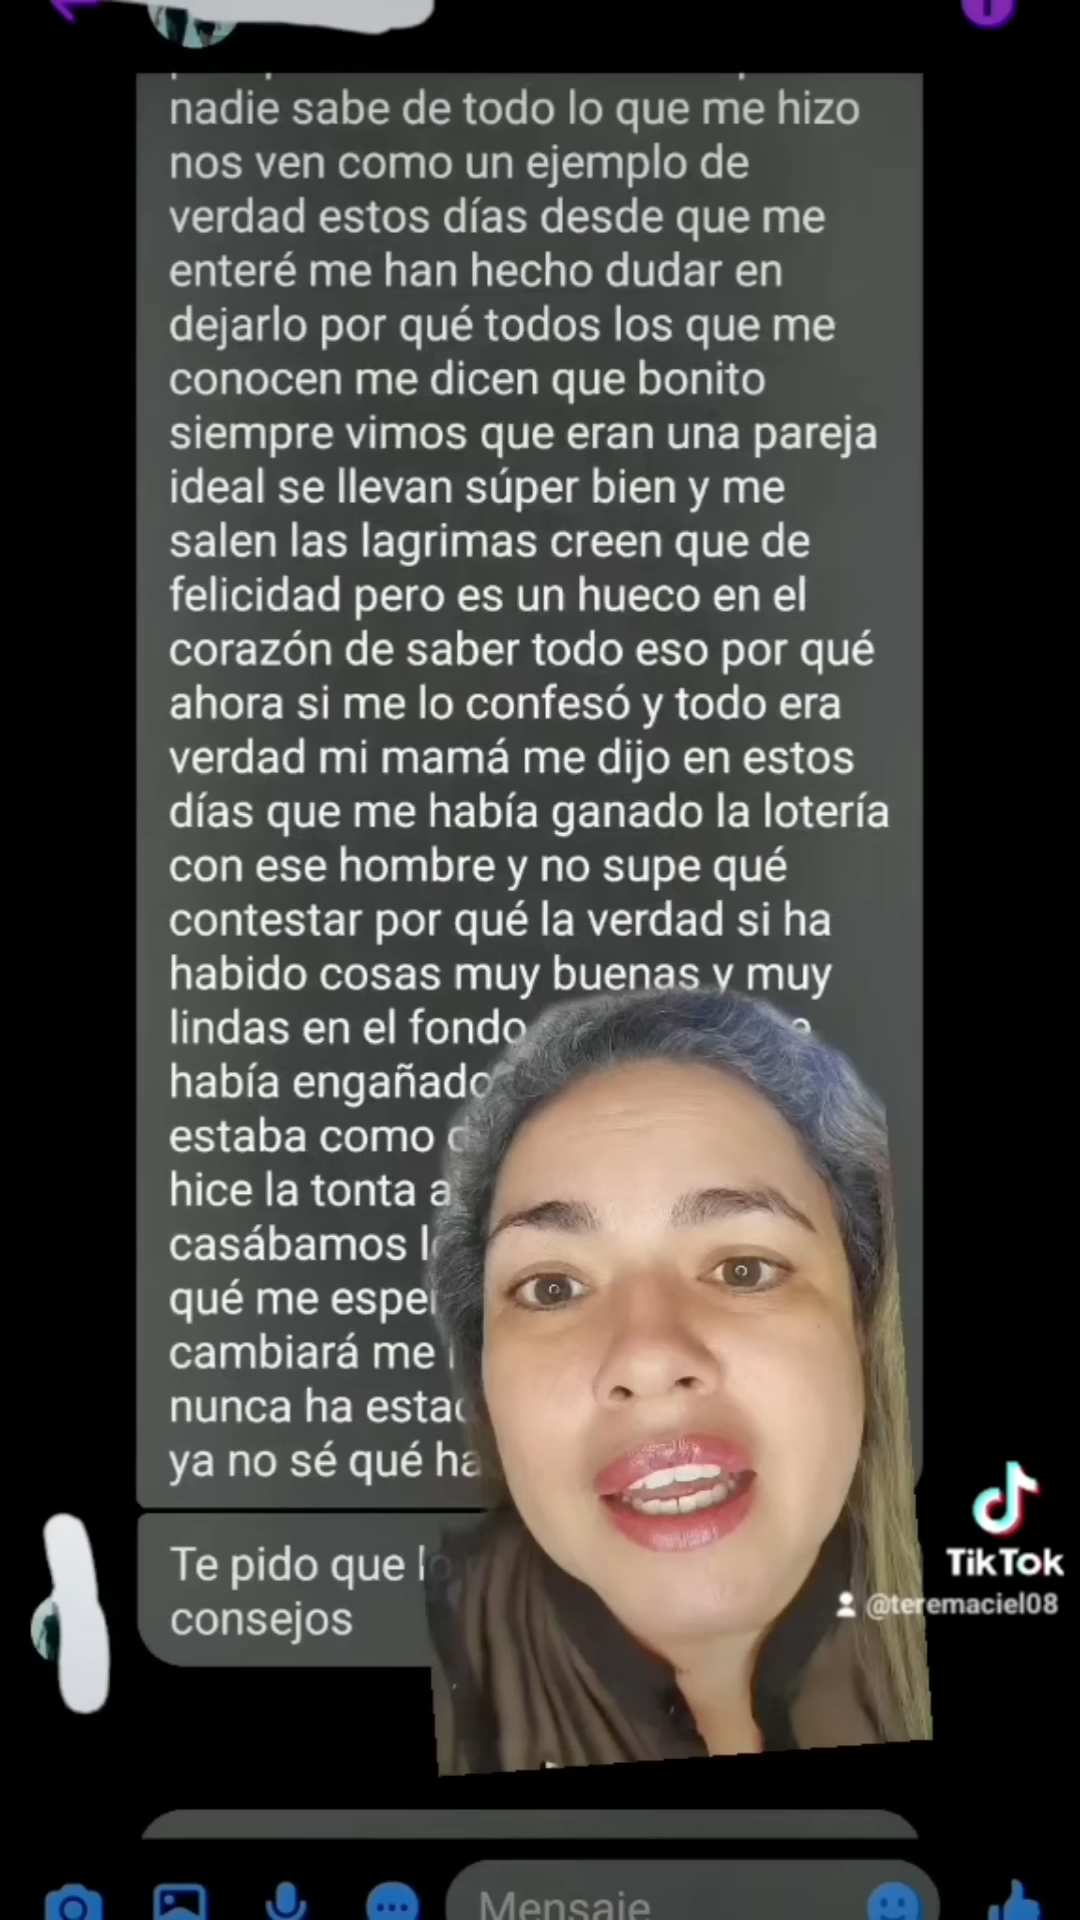 nadie sabe de todo lo que me hizo
nos ven como un ejemplo de
verdad estos días desde que me
enteré me han hecho dudar en
dejarlo por qué todos los que me
conocen me dicen que bonito
siempre vimos que eran una pareja
ideal se llevan súper bien y me
salen las lagrimas creen que de
felicidad pero es un hueco en el
corazón de saber todo eso por qué
ahora si me lo confesó y todo era
verdad mi mamá me dijo en estos
días que me había ganado la lotería
con ese hombre y no supe qué
contestar por qué la verdad si ha
habido cosas muy buenas y muy
lindas en el fondo
había engañado
estaba como
hice la tonta
casábamos
qué me
cambiará me
nunca ha
ya no sé qué
Te pido que
consejos
TikTok
@teremaciel08
Mensaje